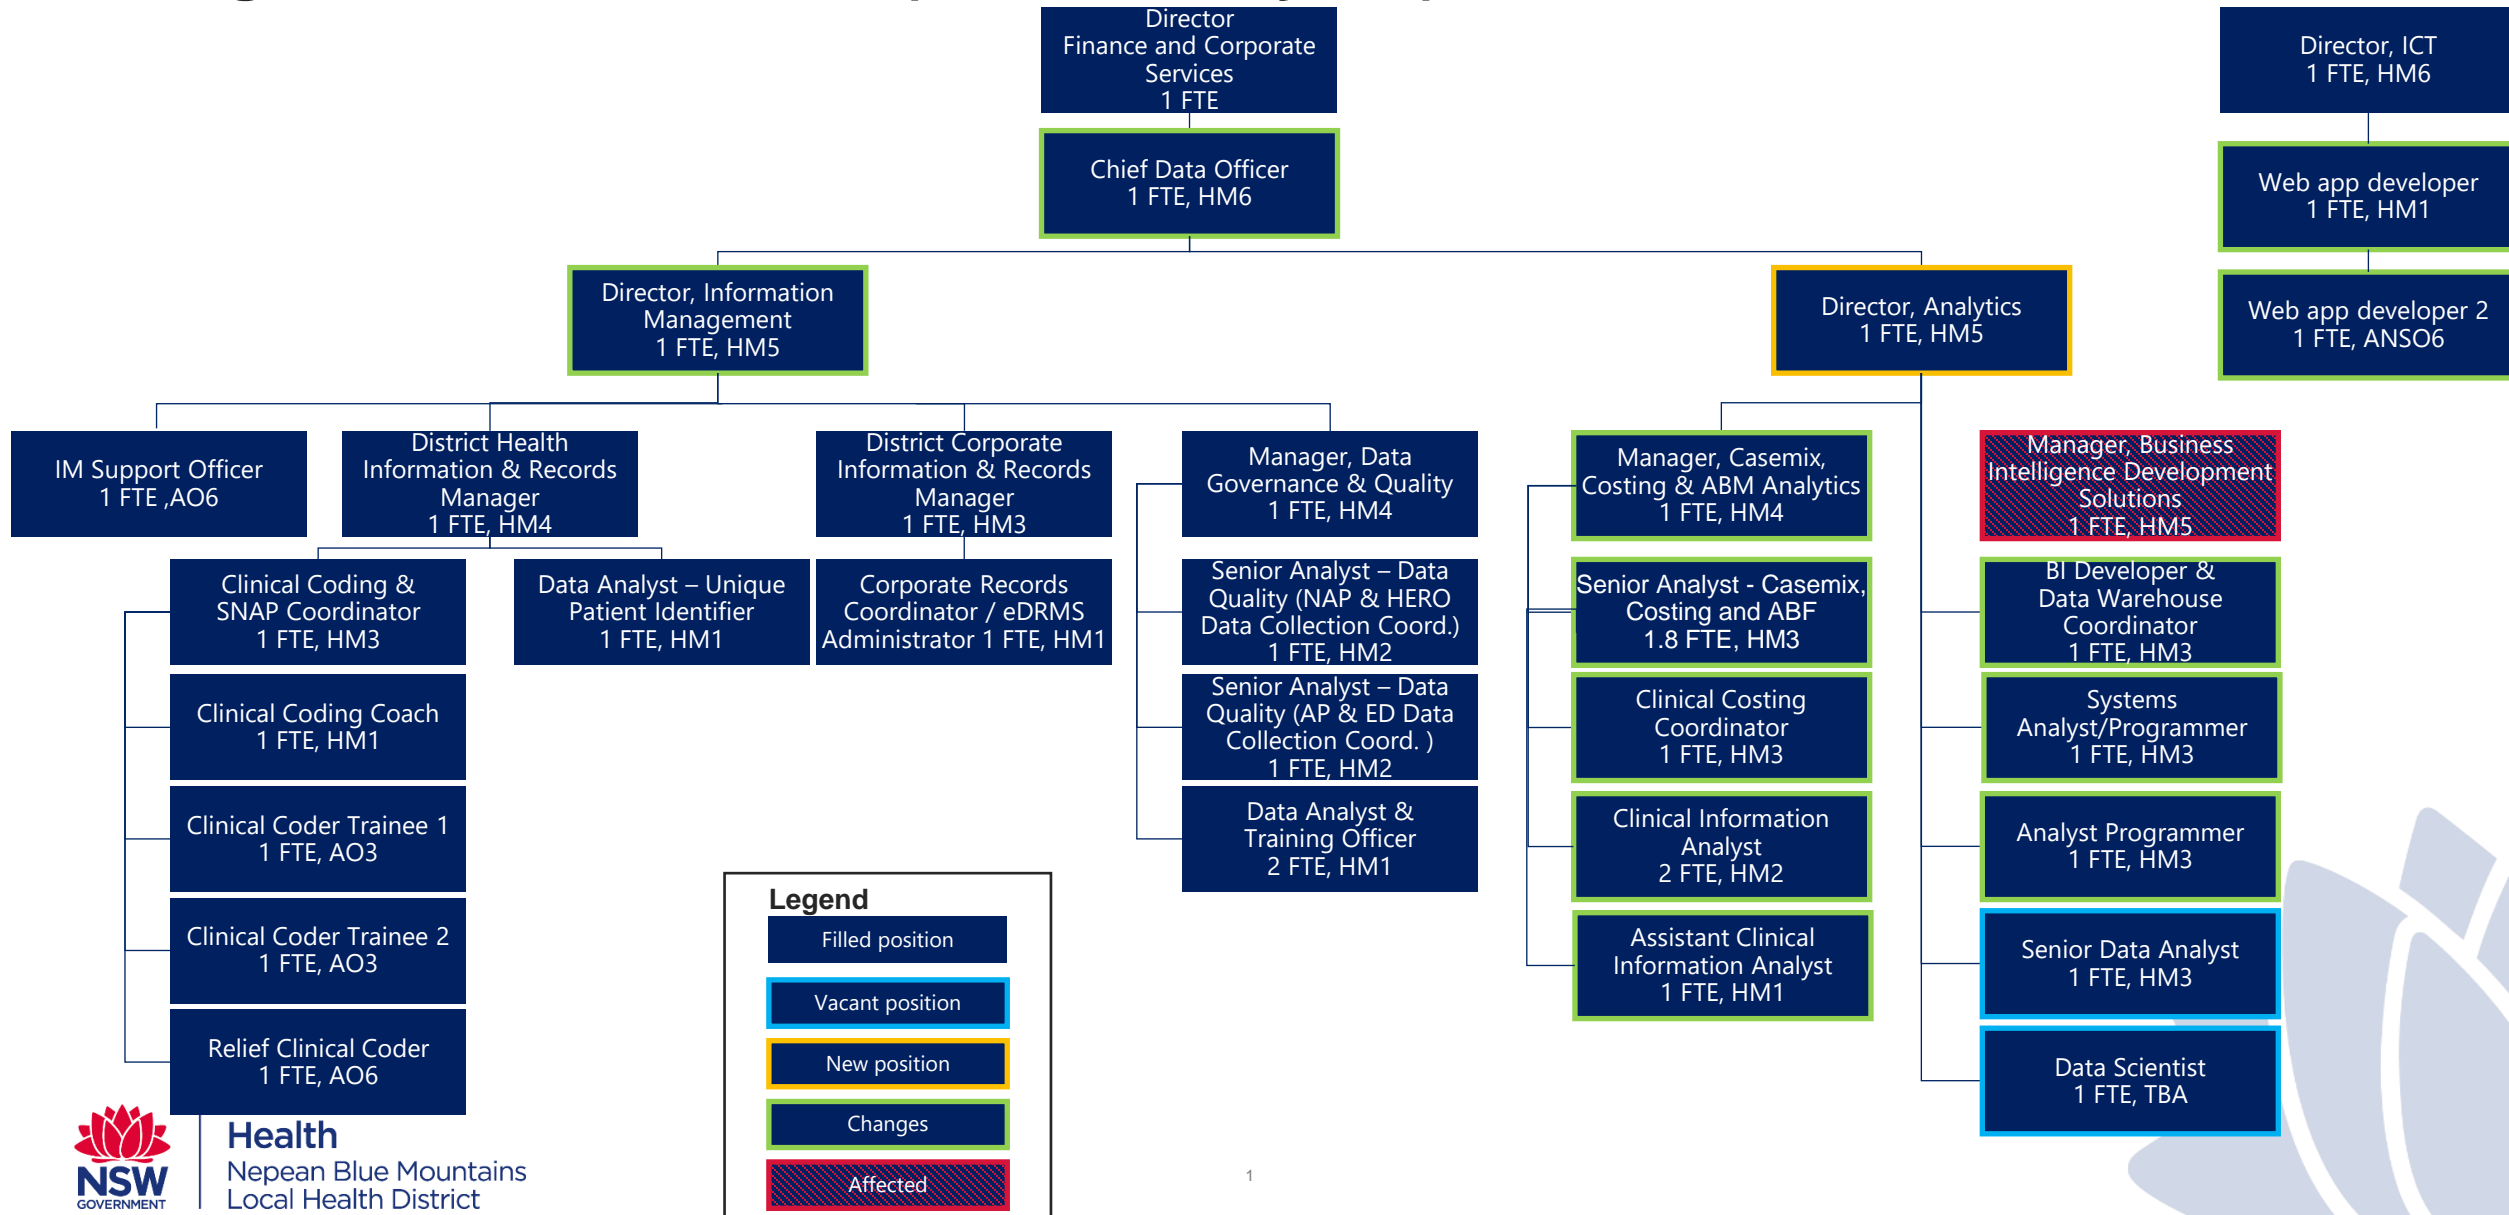 Director
Finance and Corporate
Services
1 FTE
Director, ICT
1 FTE, HM6
Chief Data Officer
1 FTE, HM6
Web app developer
1 FTE, HM1
Web app developer 2
1 FTE, ANSO6
Director, Information
Management
1 FTE, HM5
Director, Analytics
1 FTE, HM5
IM Support Officer
1 FTE ,AO6
District Health
Information & Records
Manager
1 FTE, HM4
District Corporate
Information & Records
Manager
1 FTE, HM3
Manager, Data
Governance & Quality
1 FTE, HM4
Manager, Casemix,
Costing & ABM Analytics
1 FTE, HM4
Manager, Business
Intelligence Development
Solutions
1 FTE, HM5
Clinical Coding &
SNAP Coordinator
1 FTE, HM3
Data Analyst – Unique
Patient Identifier
1 FTE, HM1
Corporate Records
Coordinator / eDRMS
Administrator 1 FTE, HM1
Senior Analyst – Data
Quality (NAP & HERO
Data Collection Coord.)
1 FTE, HM2
Senior Analyst - Casemix,
Costing and ABF
1.8 FTE, HM3
BI Developer &
Data Warehouse
Coordinator
1 FTE, HM3
Clinical Coding Coach
1 FTE, HM1
Senior Analyst – Data
Quality (AP & ED Data
Collection Coord. )
1 FTE, HM2
Clinical Costing
Coordinator
1 FTE, HM3
Systems
Analyst/Programmer
1 FTE, HM3
Clinical Coder Trainee 1
1 FTE, AO3
Data Analyst &
Training Officer
2 FTE, HM1
Clinical Information
Analyst
2 FTE, HM2
Analyst Programmer
1 FTE, HM3
Clinical Coder Trainee 2
1 FTE, AO3
Assistant Clinical
Information Analyst
1 FTE, HM1
Senior Data Analyst
1 FTE, HM3
Relief Clinical Coder
1 FTE, AO6
Data Scientist
1 FTE, TBA
Legend
Filled position
Vacant position
New position
Changes
Affected
NSW
GOVERNMENT
Health
Nepean Blue Mountains
Local Health District
1